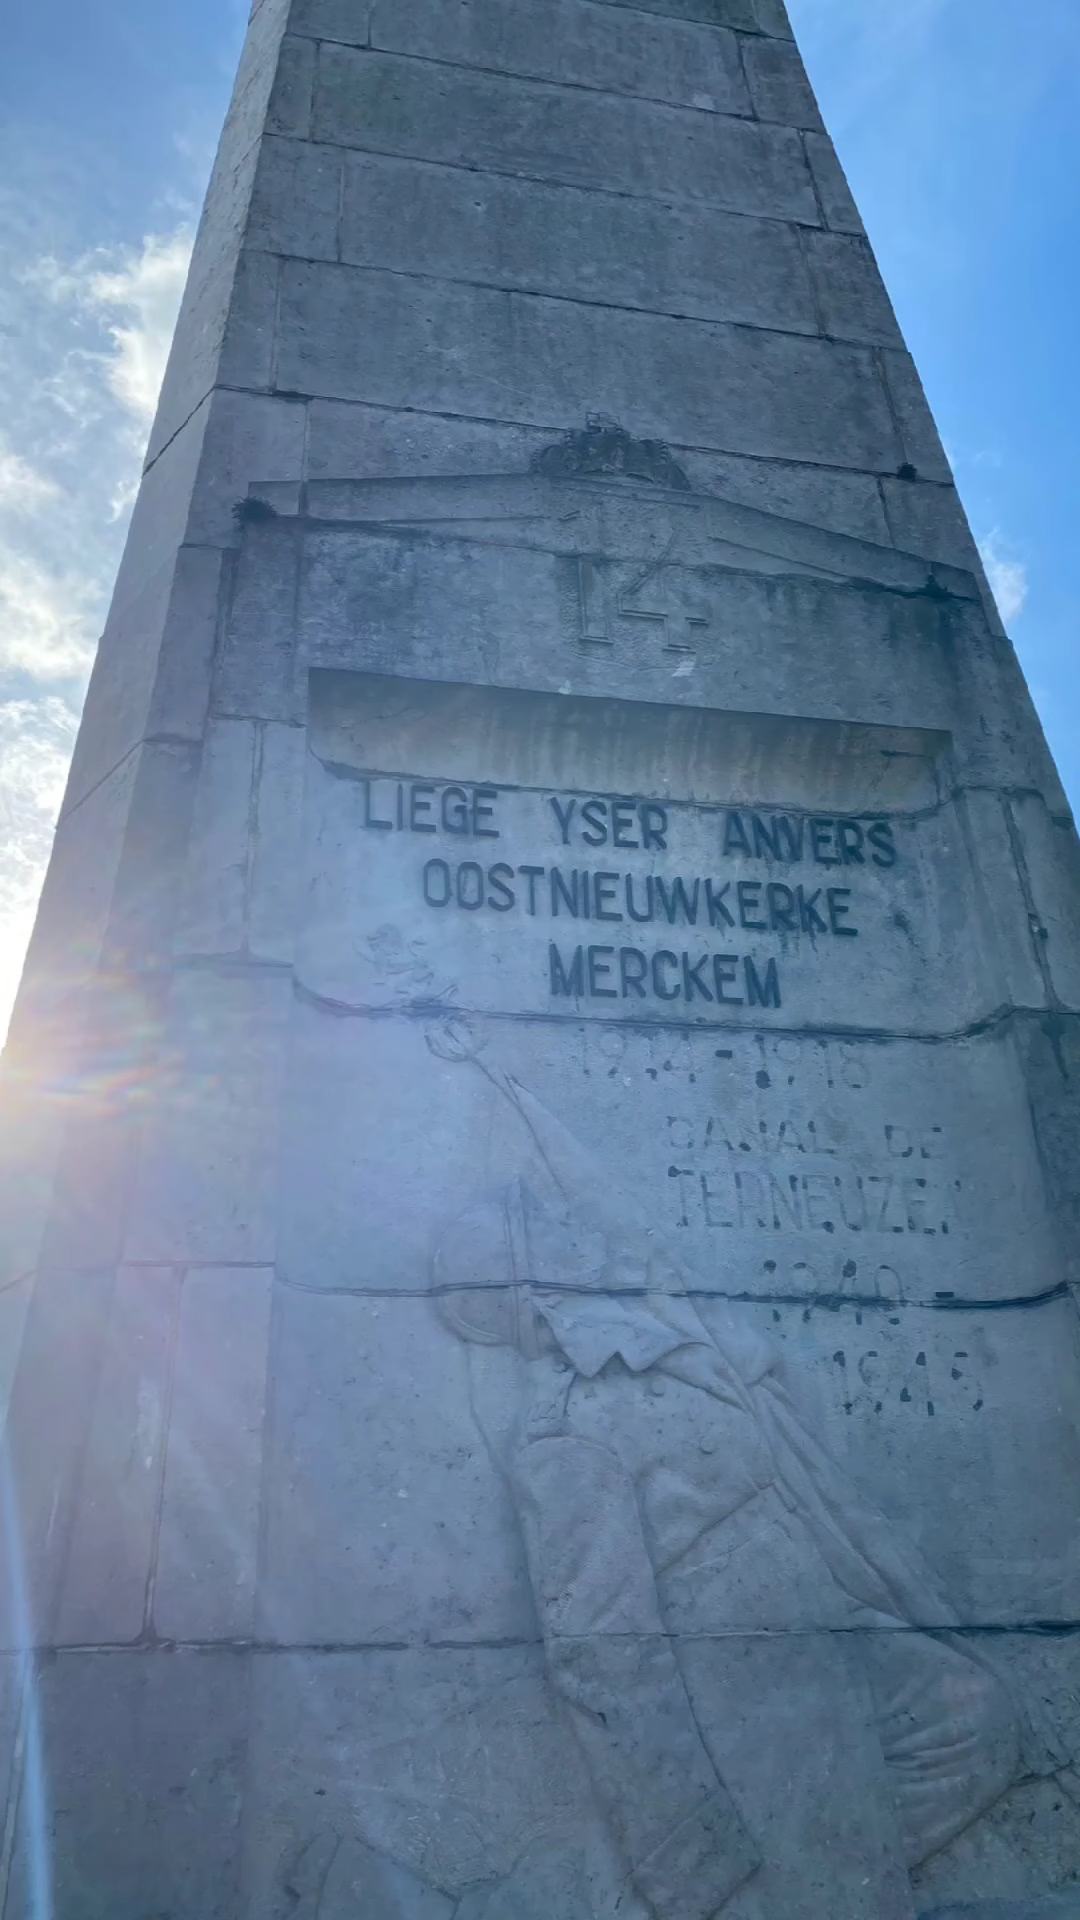 14
LIEGE YSER ANVERS
OOSTNIEUWKERKE
MERCKEM
1914-1918
CANAL DE
TERNEUZEN
1940-
1945